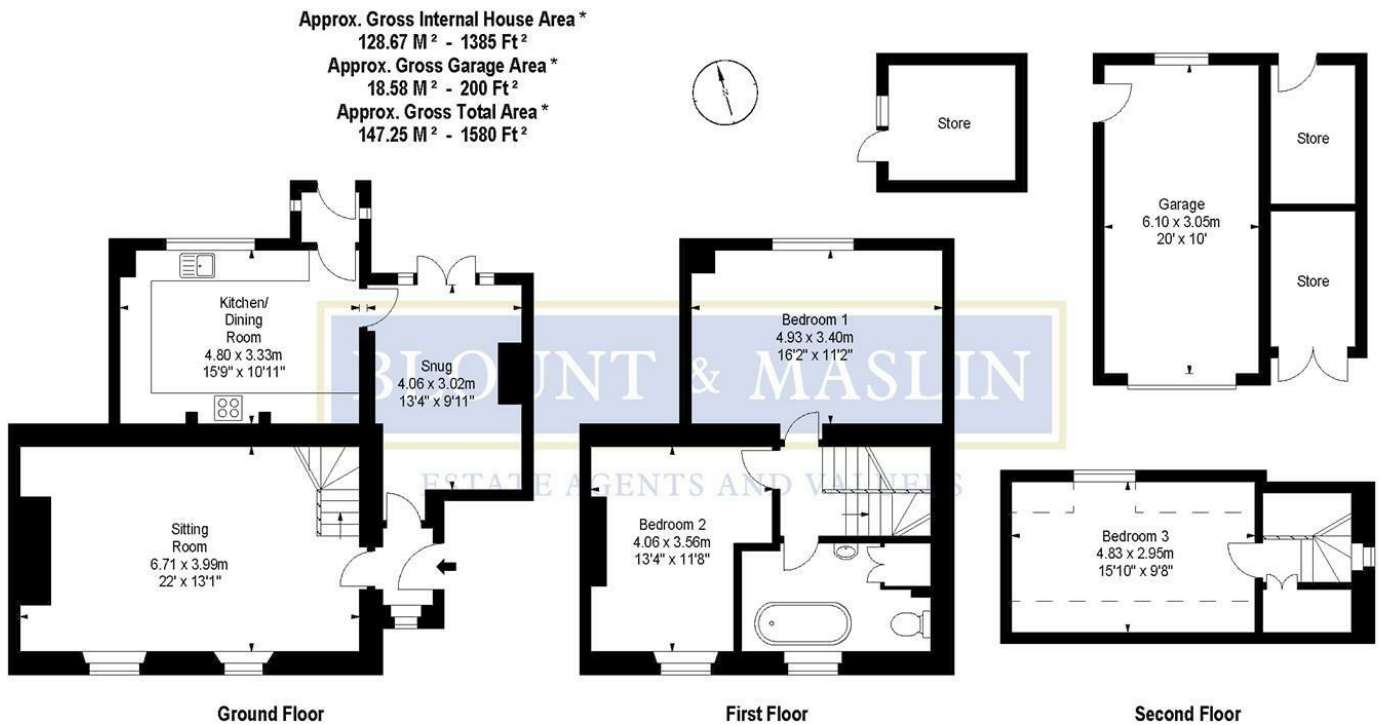 Approx. Gross Internal House Area *
128.67 M² - 1385 Ft²
Approx. Gross Garage Area *
18.58 M² - 200 Ft²
Approx. Gross Total Area *
147.25 M² - 1580 Ft²
Store
Store
Garage
6.10 x 3.05m
20' x 10'
Store
Kitchen/
Dining
Room
4.80 x 3.33m
15'9" x 10'11"
Snug
4.06 x 3.02m
13'4" x 9'11"
Bedroom 1
4.93 x 3.40m
16'2" x 11'2"
BLOUNT & MASLIN
ESTATE AGENTS AND VALUERS
Sitting
Room
6.71 x 3.99m
22' x 13'1"
Bedroom 2
4.06 x 3.56m
13'4" x 11'8"
Bedroom 3
4.83 x 2.95m
15'10" x 9'8"
Ground Floor
First Floor
Second Floor